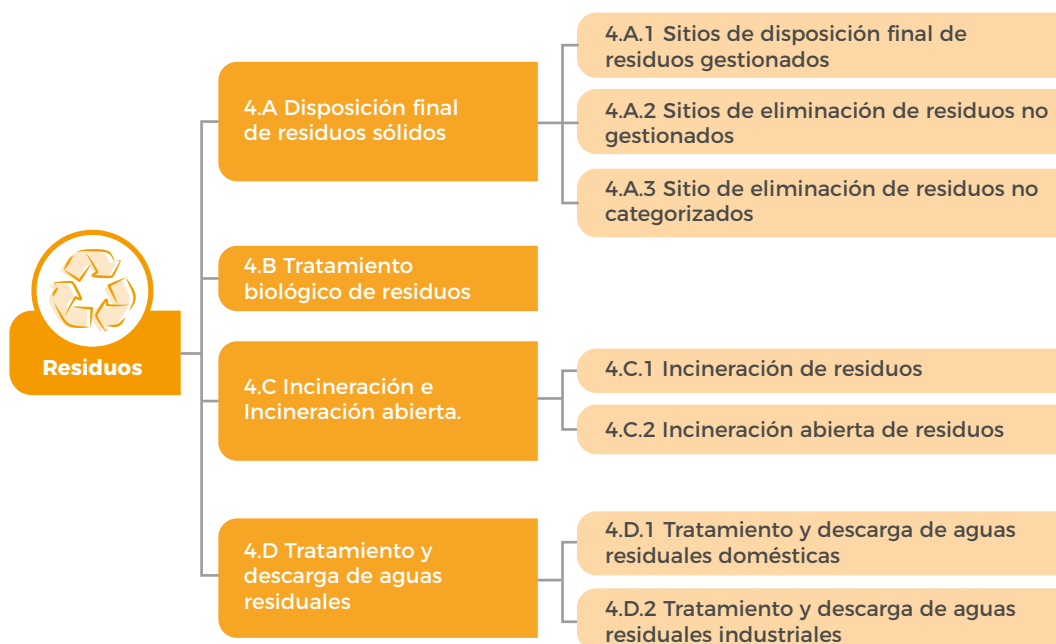 Residuos
4.A Disposición final
de residuos sólidos
4.A.1 Sitios de disposición final de
residuos gestionados
4.A.2 Sitios de eliminación de residuos no
gestionados
4.A.3 Sitio de eliminación de residuos no
categorizados
4.B Tratamiento
biológico de residuos
4.C Incineración e
Incineración abierta.
4.C.1 Incineración de residuos
4.C.2 Incineración abierta de residuos
4.D Tratamiento y
descarga de aguas
residuales
4.D.1 Tratamiento y descarga de aguas
residuales domésticas
4.D.2 Tratamiento y descarga de aguas
residuales industriales